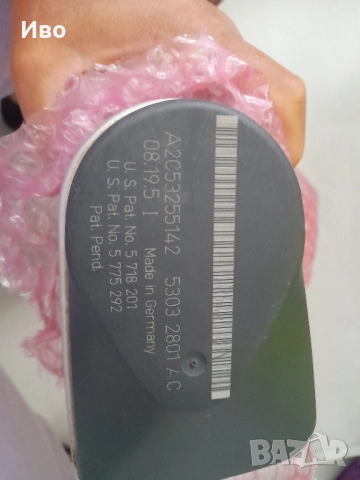 Иво
A2C53255142 5303 2801 AC
08.19.5 I Made in Germany
U. S. Pat. No. 5 718 201
U. S. Pat. No. 5 775 292
Pat. Pend.
BAZAR